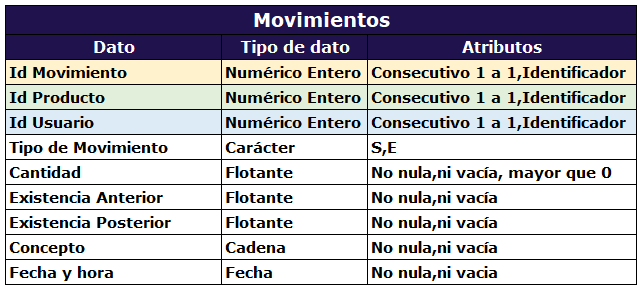 Movimientos
Dato Tipo de dato Atributos
Id Movimiento Numérico Entero Consecutivo 1 a 1,Identificador
Id Producto Numérico Entero Consecutivo 1 a 1,Identificador
Id Usuario Numérico Entero Consecutivo 1 a 1,Identificador
Tipo de Movimiento Carácter S,E
Cantidad Flotante No nula,ni vacía, mayor que 0
Existencia Anterior Flotante No nula,ni vacía
Existencia Posterior Flotante No nula,ni vacía
Concepto Cadena No nula,ni vacía
Fecha y hora Fecha No nula,ni vacia